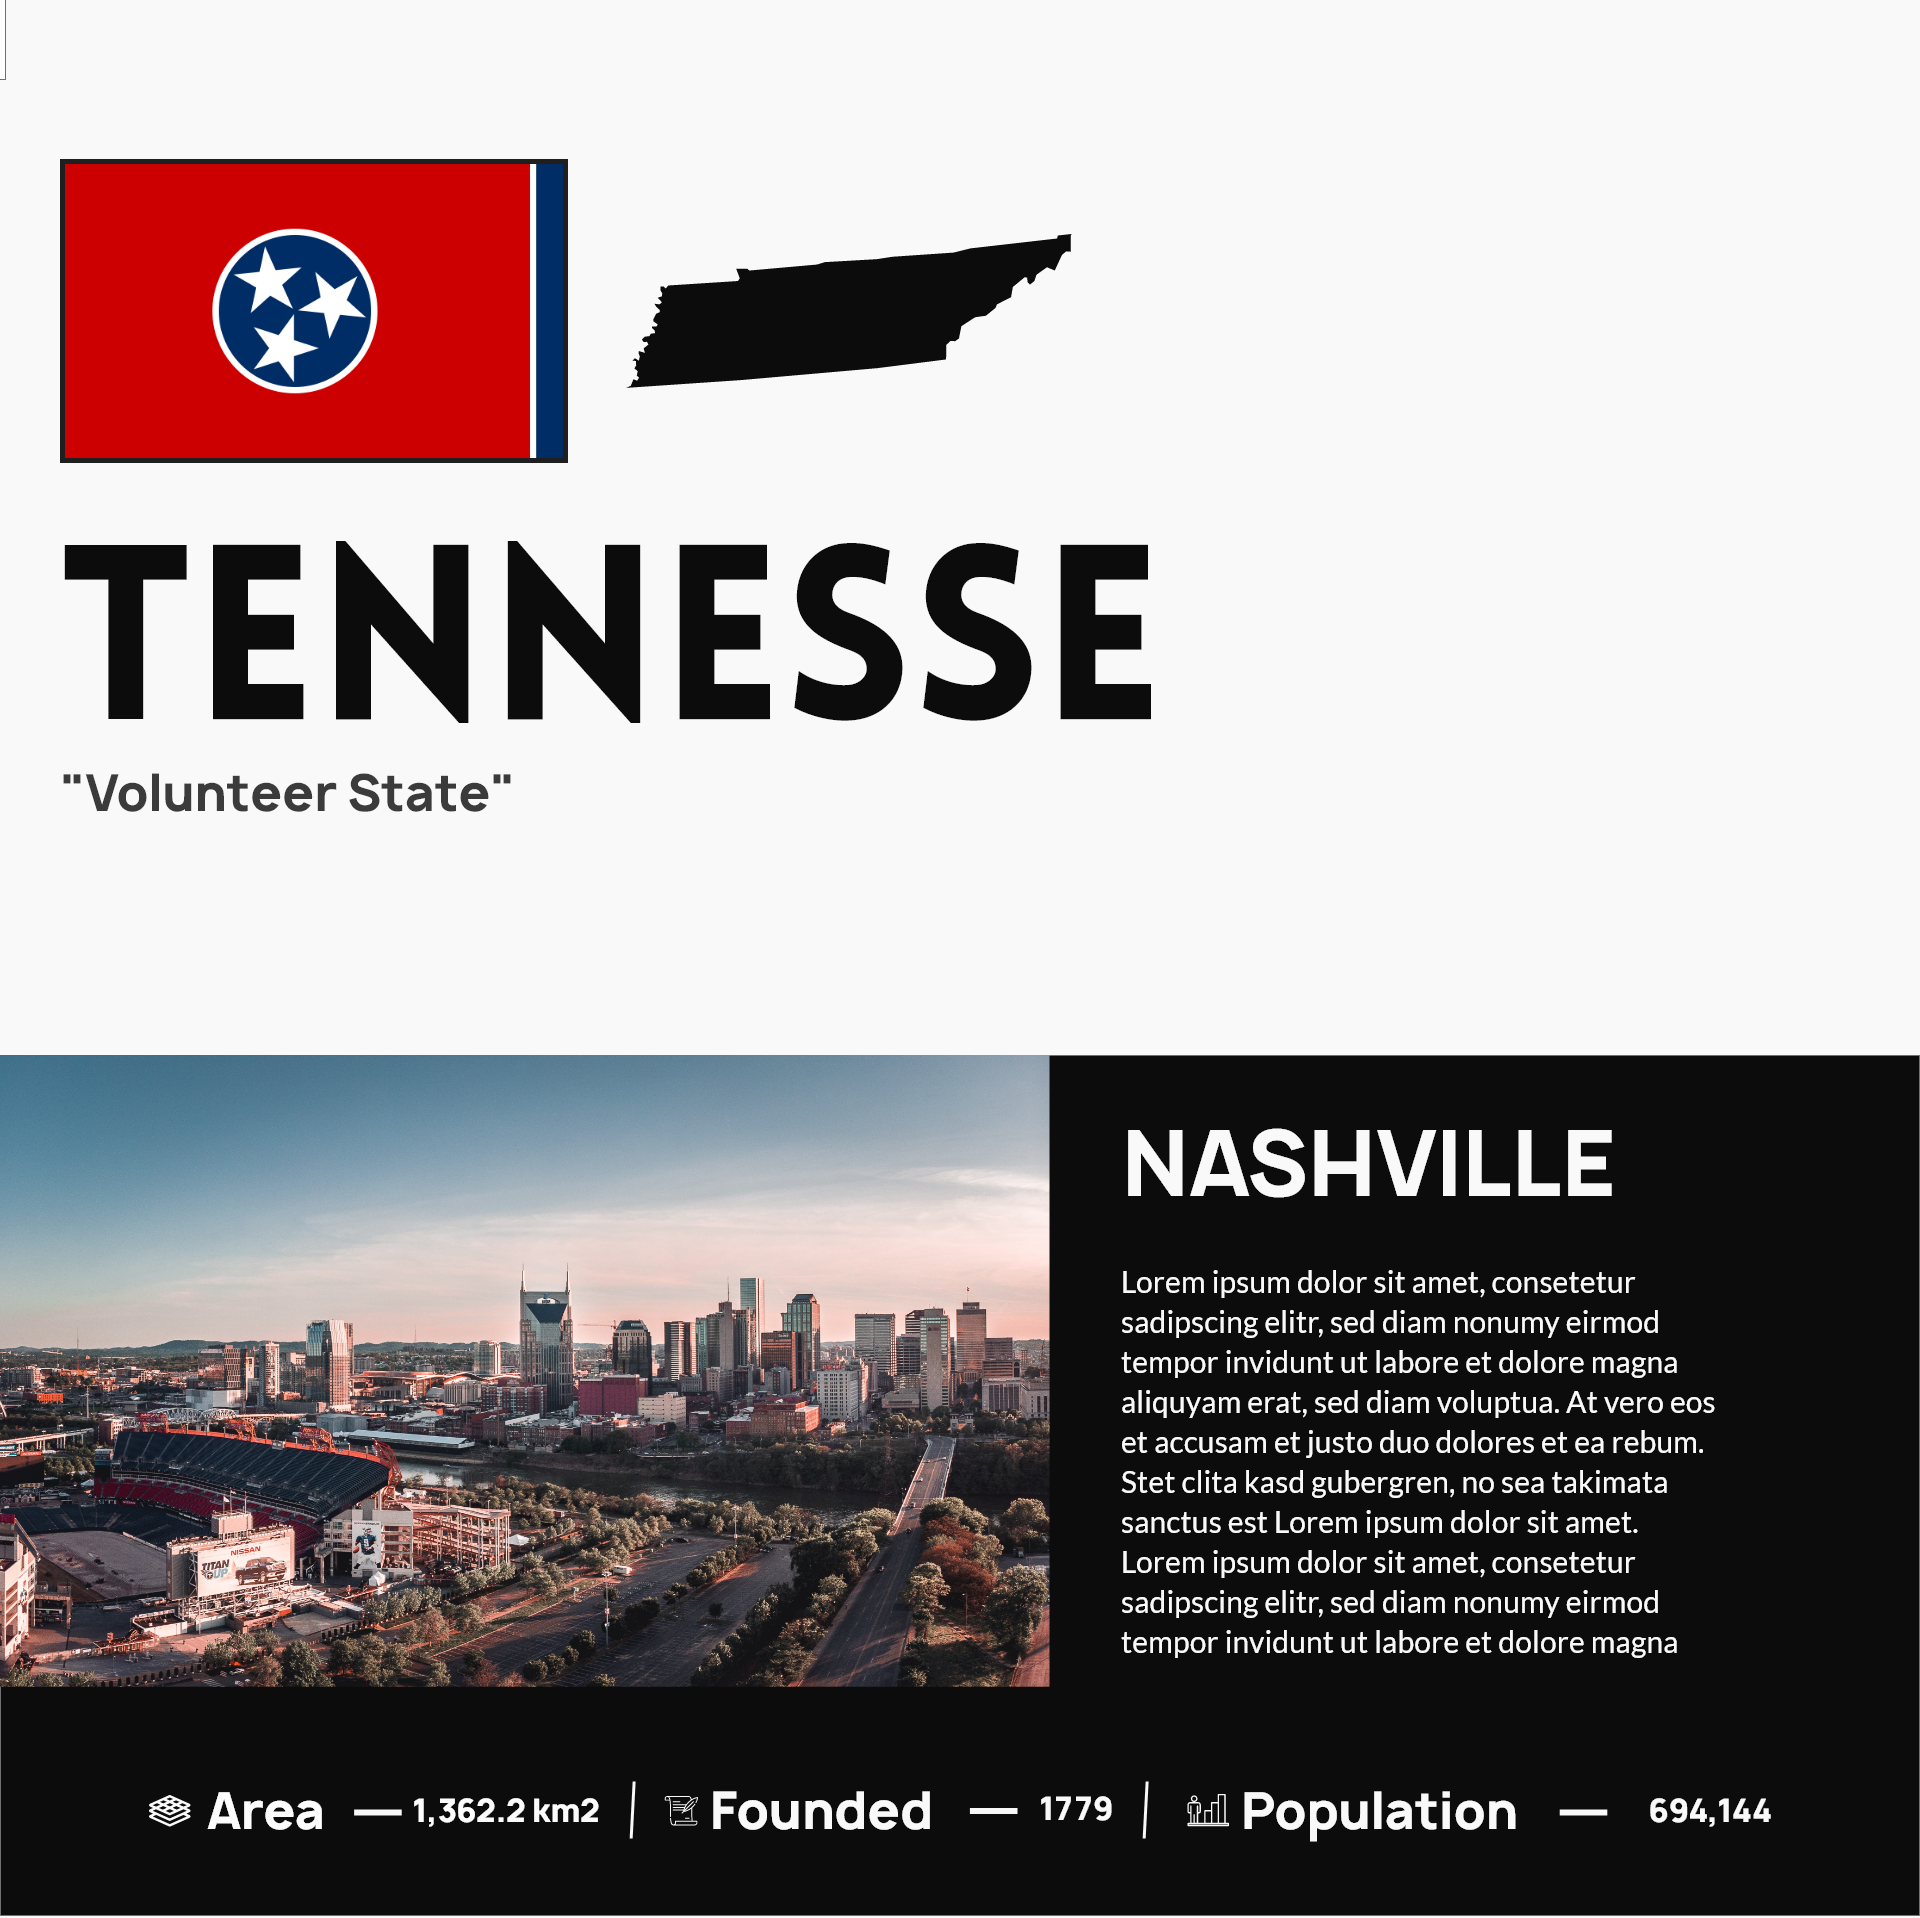 TENNESSE
"Volunteer State"
NASHVILLE
Lorem ipsum dolor sit amet, consetetur
sadipscing elitr, sed diam nonumy eirmod
tempor invidunt ut labore et dolore magna
aliquyam erat, sed diam voluptua. At vero eos
et accusam et justo duo dolores et ea rebum.
Stet clita kasd gubergren, no sea takimata
sanctus est Lorem ipsum dolor sit amet.
Lorem ipsum dolor sit amet, consetetur
sadipscing elitr, sed diam nonumy eirmod
tempor invidunt ut labore et dolore magna
NISSAN
TITAN
UP
Area — 1,362.2 km2 / Founded — 1779 / Population — 694,144